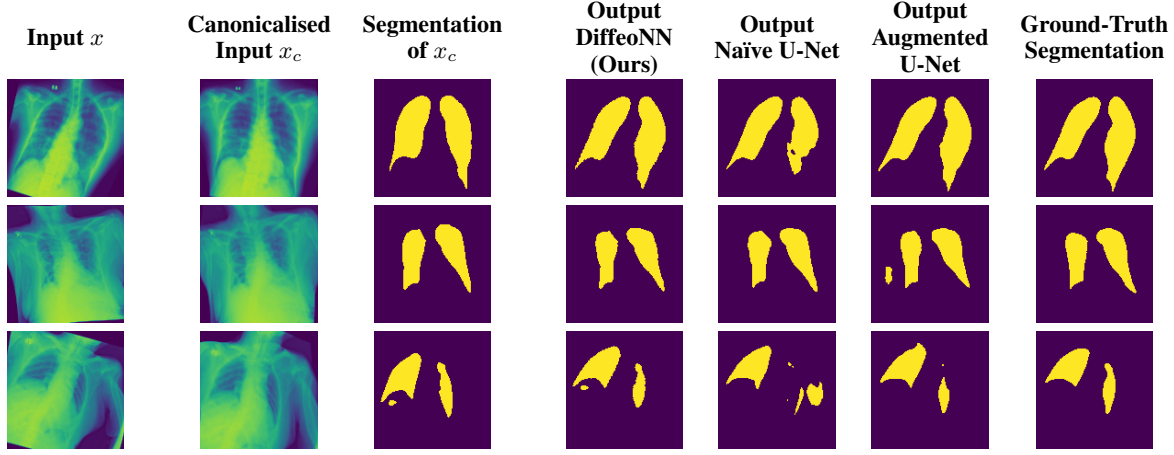 Input x
Canonicalised
Input x_c
Segmentation
of x_c
Output
DiffeoNN
(Ours)
Output
Naïve U-Net
Output
Augmented
U-Net
Ground-Truth
Segmentation